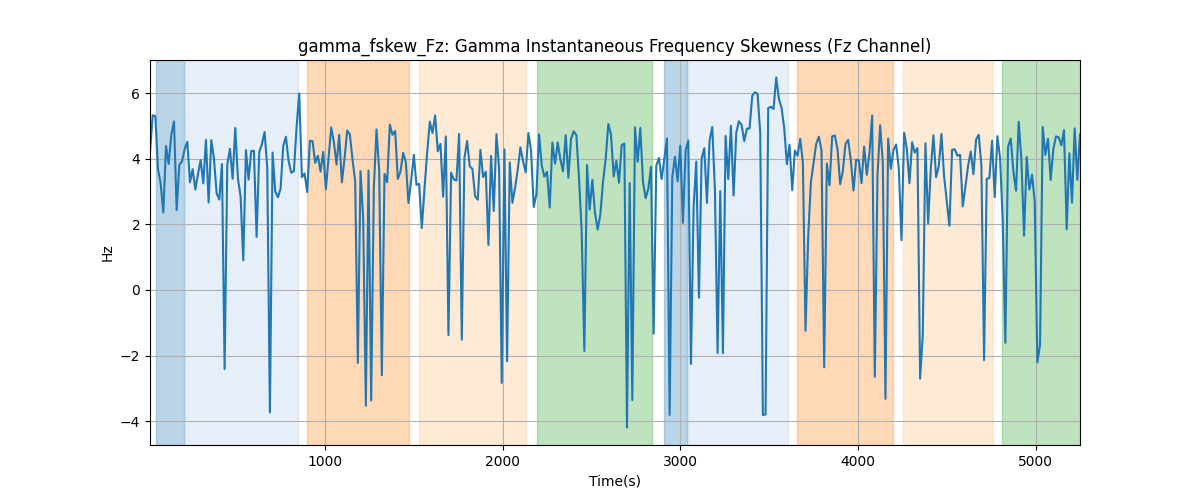 gamma_fskew_Fz: Gamma Instantaneous Frequency Skewness (Fz Channel)
6
4
2
0
−2
−4
Hz
1000 2000 3000 4000 5000
Time(s)